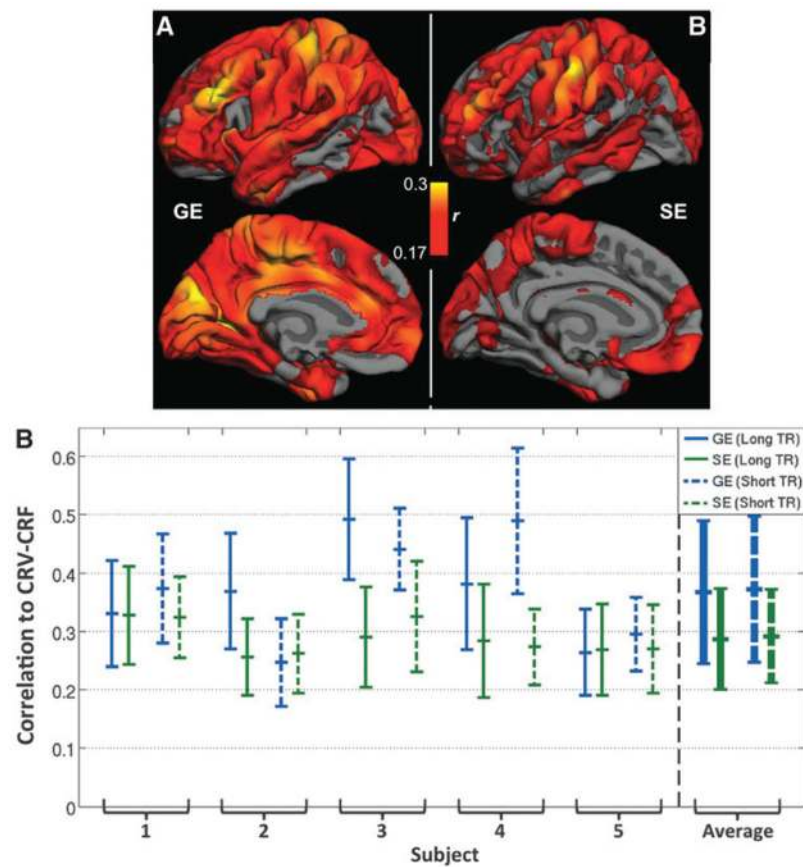 A
B
GE
0.3
r
0.17
SE
B
GE (Long TR)
SE (Long TR)
GE (Short TR)
SE (Short TR)
Correlation to CRV-CRF
0.6
0.5
0.4
0.3
0.2
0.1
0
1 2 3 4 5 Average
Subject